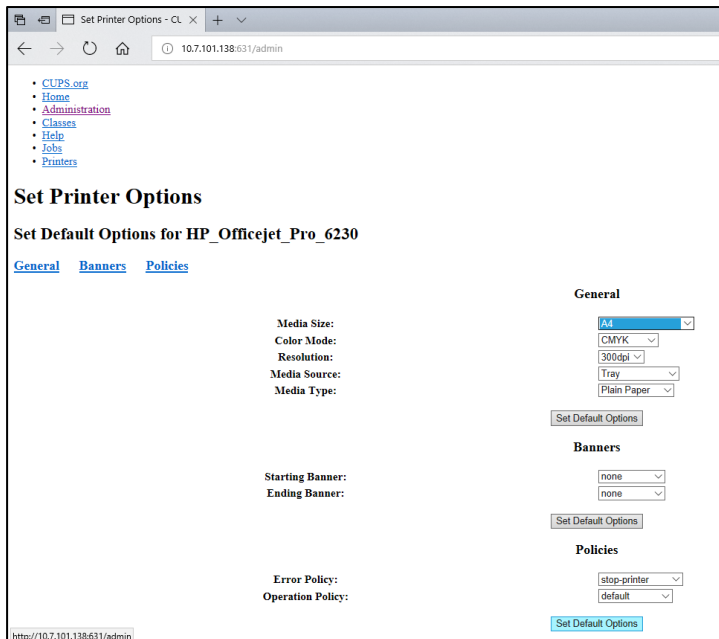 Set Printer Options - CU
10.7.101.138:631/admin
CUPS.org
Home
Administration
Classes
Help
Jobs
Printers
Set Printer Options
Set Default Options for HP_Officejet_Pro_6230
General Banners Policies
General
Media Size: A4
Color Mode: CMYK
Resolution: 300dpi
Media Source: Tray
Media Type: Plain Paper
Set Default Options
Banners
Starting Banner: none
Ending Banner: none
Set Default Options
Policies
Error Policy: stop-printer
Operation Policy: default
Set Default Options
http://10.7.101.138:631/admin